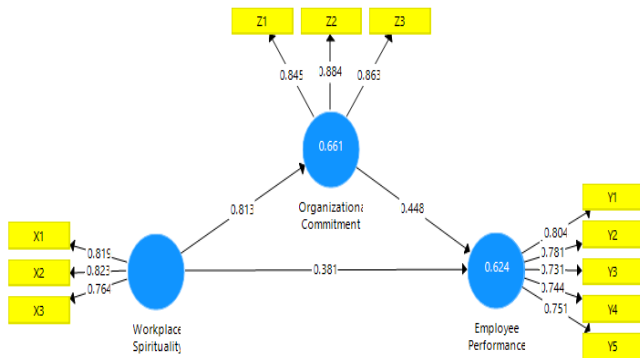 Z1 Z2 Z3
0.845 0.884 0.863
0.661
Organizationa
Commitment
0.813
0.448
X1
X2
X3
0.819
0.823
0.764
0.381
Workplace
Spirituality
0.624
Employee
Performance
0.804
0.781
0.731
0.744
0.751
Y1
Y2
Y3
Y4
Y5